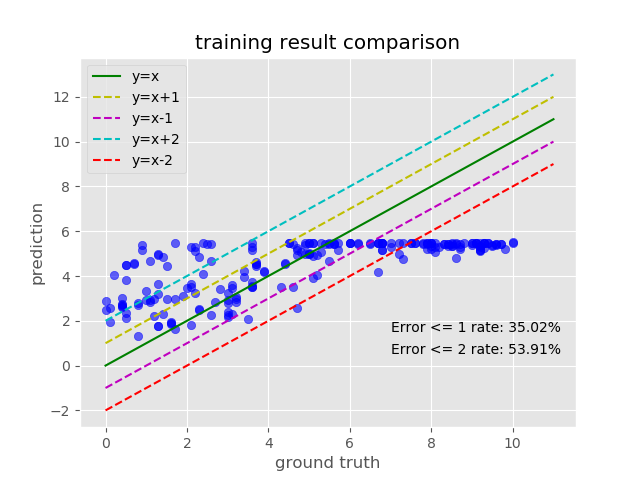 training result comparison
y=x
y=x+1
y=x-1
y=x+2
y=x-2
12
10
8
6
4
2
0
−2
prediction
Error <= 1 rate: 35.02%
Error <= 2 rate: 53.91%
0 2 4 6 8 10
ground truth